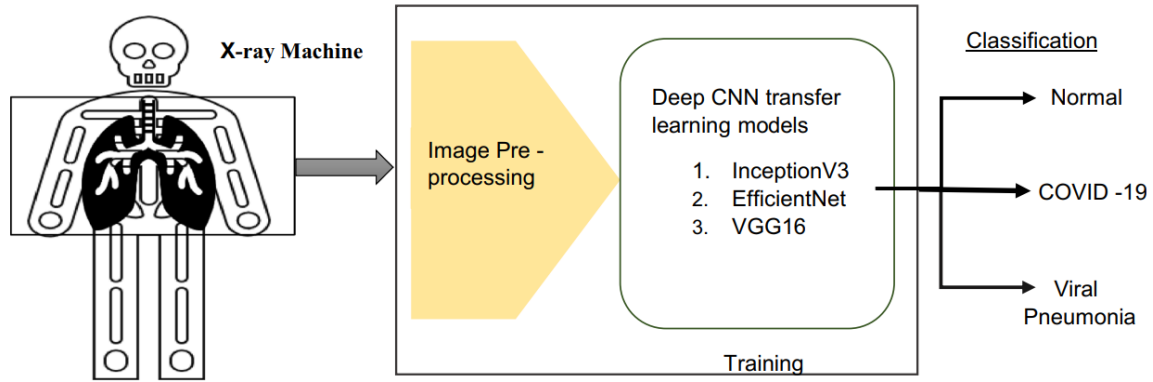 X-ray Machine
Image Pre -
processing
Deep CNN transfer
learning models
1. InceptionV3
2. EfficientNet
3. VGG16
Training
Classification
Normal
COVID -19
Viral
Pneumonia